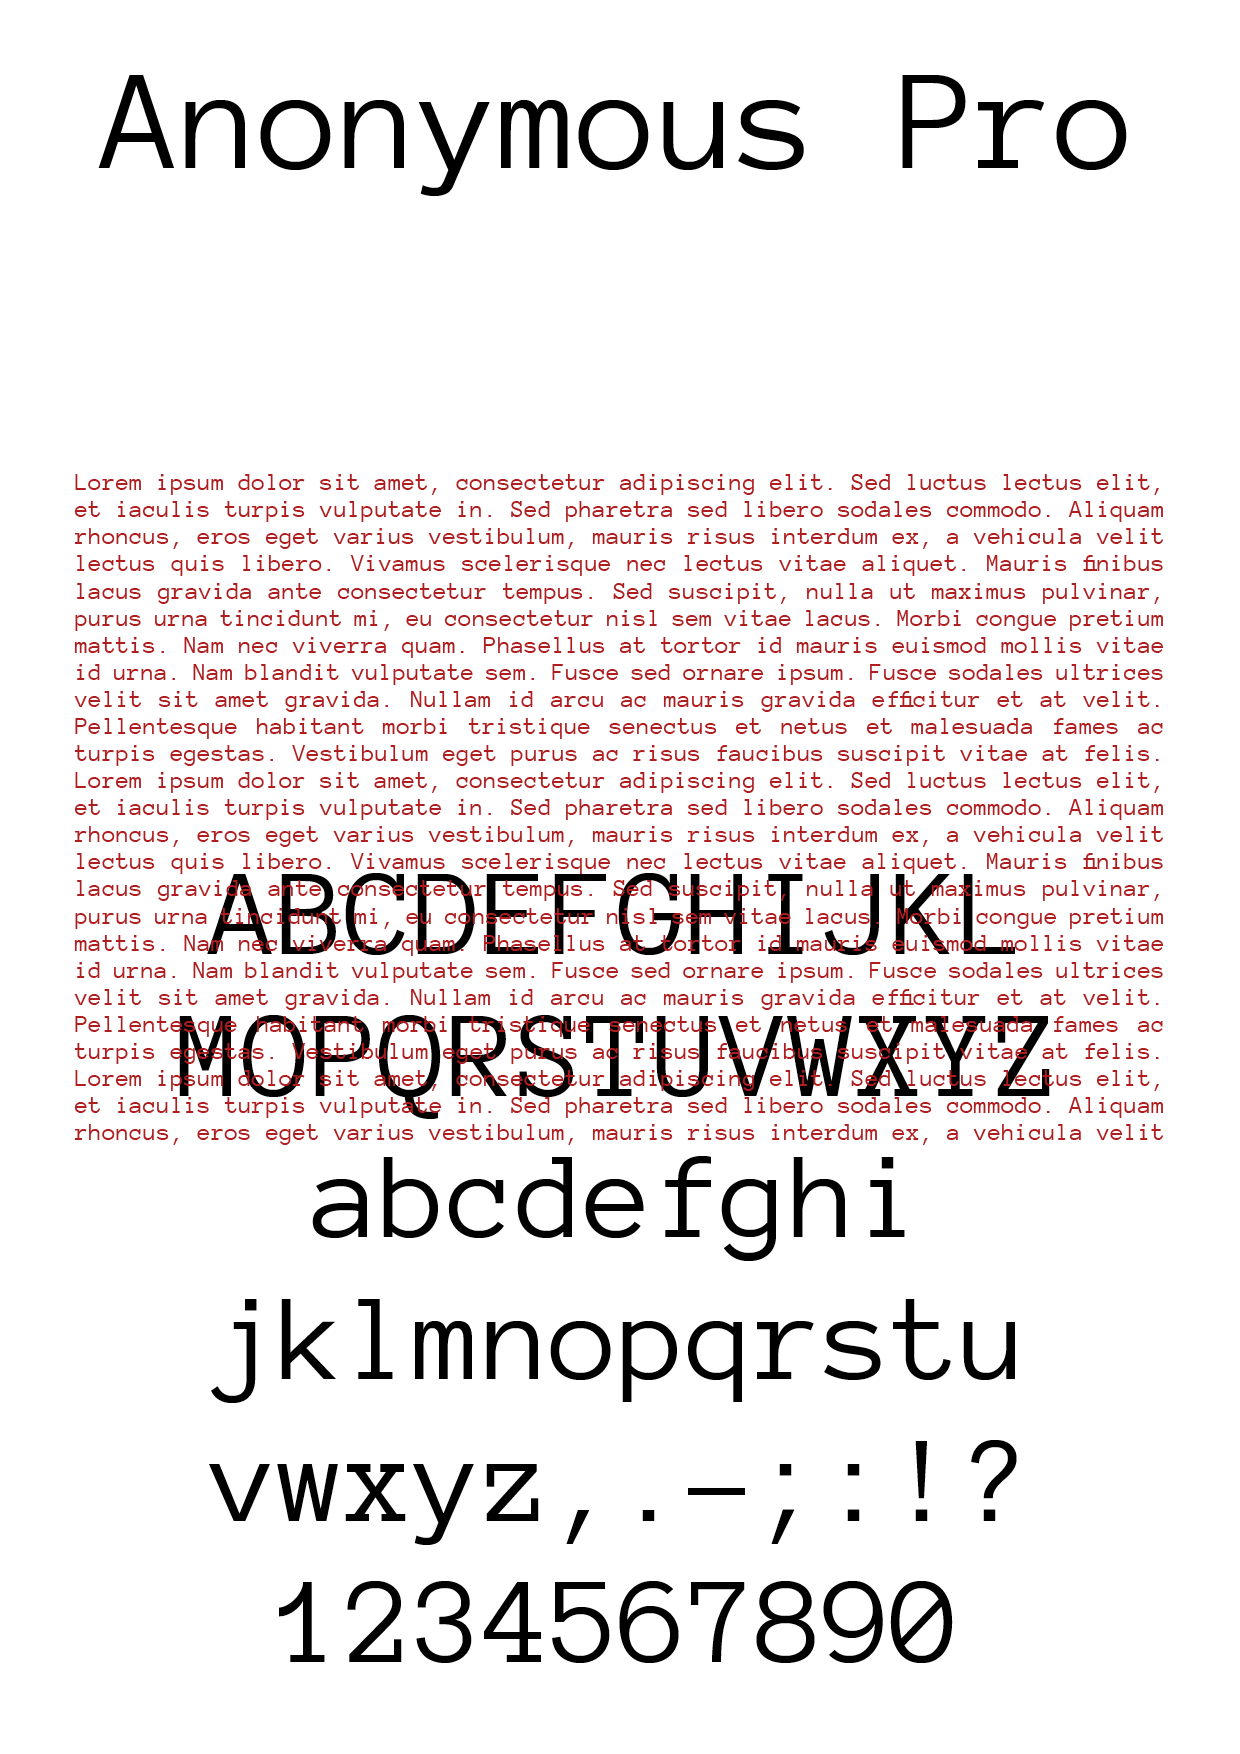 Anonymous Pro
Lorem ipsum dolor sit amet, consectetur adipiscing elit. Sed luctus lectus elit,
et iaculis turpis vulputate in. Sed pharetra sed libero sodales commodo. Aliquam
rhoncus, eros eget varius vestibulum, mauris risus interdum ex, a vehicula velit
lectus quis libero. Vivamus scelerisque nec lectus vitae aliquet. Mauris finibus
lacus gravida ante consectetur tempus. Sed suscipit, nulla ut maximus pulvinar,
purus urna tincidunt mi, eu consectetur nisl sem vitae lacus. Morbi congue pretium
mattis. Nam nec viverra quam. Phasellus at tortor id mauris euismod mollis vitae
id urna. Nam blandit vulputate sem. Fusce sed ornare ipsum. Fusce sodales ultrices
velit sit amet gravida. Nullam id arcu ac mauris gravida efficitur et at velit.
Pellentesque habitant morbi tristique senectus et netus et malesuada fames ac
turpis egestas. Vestibulum eget purus ac risus faucibus suscipit vitae at felis.
Lorem ipsum dolor sit amet, consectetur adipiscing elit. Sed luctus lectus elit,
et iaculis turpis vulputate in. Sed pharetra sed libero sodales commodo. Aliquam
rhoncus, eros eget varius vestibulum, mauris risus interdum ex, a vehicula velit
lectus quis libero. Vivamus scelerisque nec lectus vitae aliquet. Mauris finibus
lacus gravida ante consectetur tempus. Sed suscipit, nulla ut maximus pulvinar,
purus urna tincidunt mi, eu consectetur nisl sem vitae lacus. Morbi congue pretium
mattis. Nam nec viverra quam. Phasellus at tortor id mauris euismod mollis vitae
id urna. Nam blandit vulputate sem. Fusce sed ornare ipsum. Fusce sodales ultrices
velit sit amet gravida. Nullam id arcu ac mauris gravida efficitur et at velit.
Pellentesque habitant morbi tristique senectus et netus et malesuada fames ac
turpis egestas. Vestibulum eget purus ac risus faucibus suscipit vitae at felis.
Lorem ipsum dolor sit amet, consectetur adipiscing elit. Sed luctus lectus elit,
et iaculis turpis vulputate in. Sed pharetra sed libero sodales commodo. Aliquam
rhoncus, eros eget varius vestibulum, mauris risus interdum ex, a vehicula velit
ABCDEFGHIJKL
MOPQRSTUVWXYZ
abcdefghi
jklmnopqrstu
vwxyz,.-;:!?
1234567890